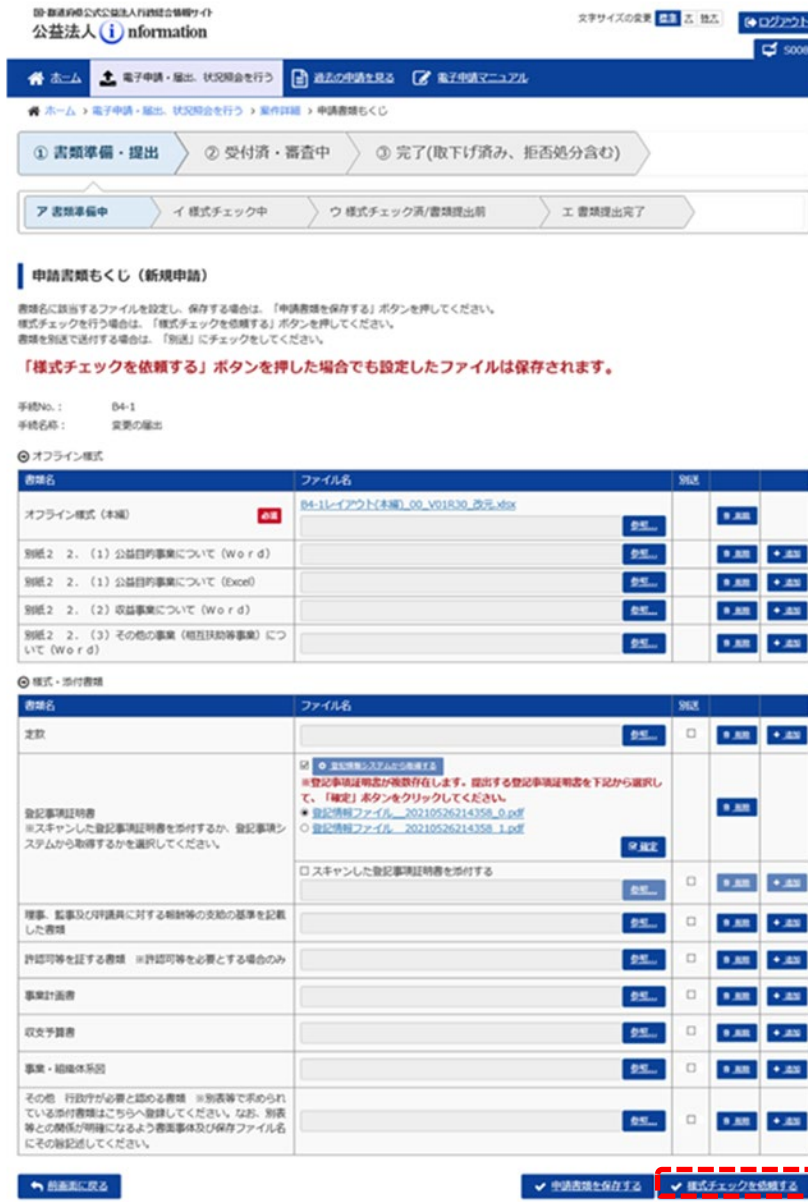 国・都道府県公式公益法人行政総合情報サイト
公益法人 information
文字サイズの変更 標準 大 特大
ログアウト
S008
ホーム 電子申請・届出、状況照会を行う 過去の申請を見る 電子申請マニュアル
ホーム › 電子申請・届出、状況照会を行う › 案件詳細 › 申請書類もくじ
① 書類準備・提出 ② 受付済・審査中 ③ 完了(取下げ済み、拒否処分含む)
ア 書類準備中 イ 様式チェック中 ウ 様式チェック済/書類提出前 エ 書類提出完了
申請書類もくじ（新規申請）
書類名に該当するファイルを設定し、保存する場合は、「申請書類を保存する」ボタンを押してください。
様式チェックを行う場合は、「様式チェックを依頼する」ボタンを押してください。
書類を別送で送付する場合は、「別送」にチェックをしてください。
「様式チェックを依頼する」ボタンを押した場合でも設定したファイルは保存されます。
手続No.： B4-1
手続名称： 変更の届出
オフライン様式
書類名 ファイル名 別送
オフライン様式（本編） 必須 B4-1レイアウト(本編)_00_V01R30_改元.xlsx
参照... 削除
別紙２　２．（１）公益目的事業について（Ｗｏｒｄ） 参照... 削除 追加
別紙２　２．（１）公益目的事業について（Excel） 参照... 削除 追加
別紙２　２．（２）収益事業について（Ｗｏｒｄ） 参照... 削除 追加
別紙２　２．（３）その他の事業（相互扶助等事業）につ
いて（Ｗｏｒｄ） 参照... 削除 追加
様式・添付書類
書類名 ファイル名 別送
定款 参照... 削除 追加
登記事項証明書
※スキャンした登記事項証明書を添付するか、登記事項シ
ステムから取得するかを選択してください。
登記情報システムから取得する
※登記事項証明書が複数存在します。提出する登記事項証明書を下記から選択し
て、「確定」ボタンをクリックしてください。
登記情報ファイル__20210526214358_0.pdf
登記情報ファイル__20210526214358_1.pdf
確定 削除
スキャンした登記事項証明書を添付する
参照... 削除 追加
理事、監事及び評議員に対する報酬等の支給の基準を記載
した書類 参照... 削除 追加
許認可等を証する書類　※許認可等を必要とする場合のみ 参照... 削除 追加
事業計画書 参照... 削除 追加
収支予算書 参照... 削除 追加
事業・組織体系図 参照... 削除 追加
その他　行政庁が必要と認める書類　※別表等で求められ
ている添付書類はこちらへ登録してください。なお、別表
等との関係が明確になるよう書面事体及び保存ファイル名
にその旨記述してください。 参照... 削除 追加
前画面に戻る 申請書類を保存する 様式チェックを依頼する